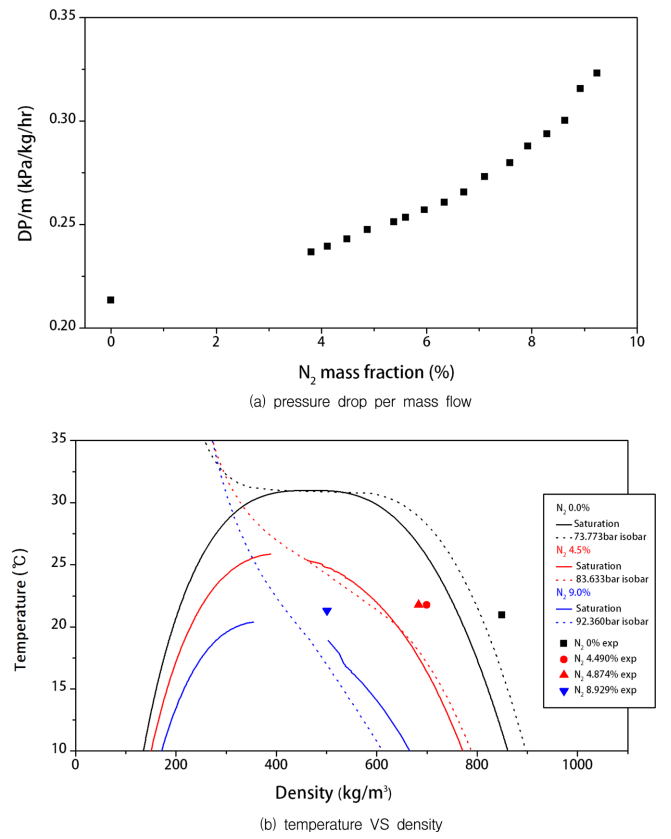 0.35
0.30
0.25
0.20
DP/m (kPa/kg/hr)
0 2 4 6 8 10
N₂ mass fraction (%)
(a) pressure drop per mass flow
35
30
25
20
15
10
Temperature (℃)
0 200 400 600 800 1000
Density (kg/m³)
N₂ 0.0%
Saturation
73.773bar isobar
N₂ 4.5%
Saturation
83.633bar isobar
N₂ 9.0%
Saturation
92.360bar isobar
N₂ 0% exp
N₂ 4.490% exp
N₂ 4.874% exp
N₂ 8.929% exp
(b) temperature VS density